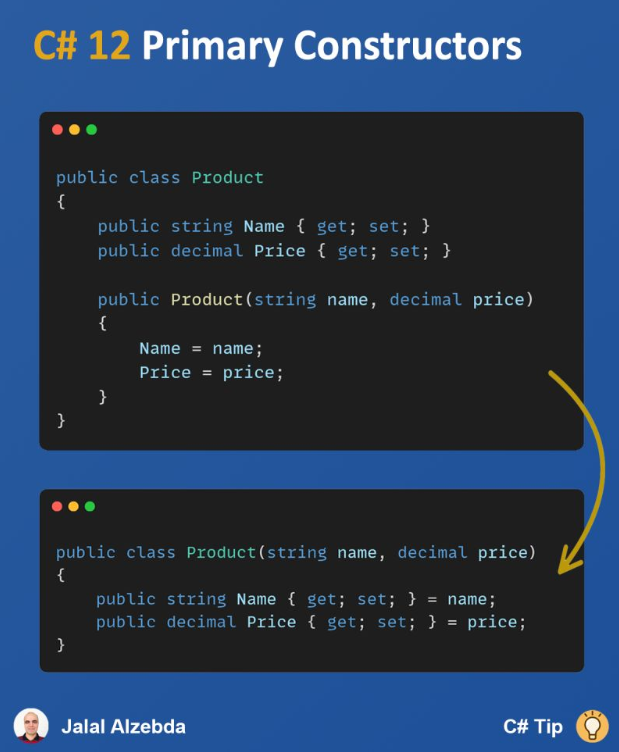 C# 12 Primary Constructors
public class Product
{
    public string Name { get; set; }
    public decimal Price { get; set; }
    public Product(string name, decimal price)
    {
        Name = name;
        Price = price;
    }
}
public class Product(string name, decimal price)
{
    public string Name { get; set; } = name;
    public decimal Price { get; set; } = price;
}
Jalal Alzebda
C# Tip